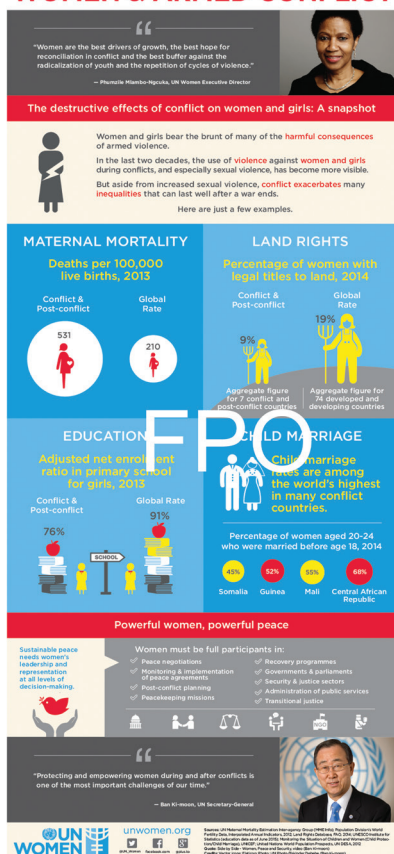 WOMEN & ARMED CONFLICT
“Women are the best drivers of growth, the best hope for
reconciliation in conflict and the best buffer against the
radicalization of youth and the repetition of cycles of violence.”
— Phumzile Mlambo-Ngcuka, UN Women Executive Director
The destructive effects of conflict on women and girls: A snapshot
Women and girls bear the brunt of many of the harmful consequences
of armed violence.
In the last two decades, the use of violence against women and girls
during conflicts, and especially sexual violence, has become more visible.
But aside from increased sexual violence, conflict exacerbates many
inequalities that can last well after a war ends.
Here are just a few examples.
MATERNAL MORTALITY
Deaths per 100,000
live births, 2013
Conflict &
Post-conflict
Global
Rate
531
210
LAND RIGHTS
Percentage of women with
legal titles to land, 2014
Conflict &
Post-conflict
Global
Rate
9%
19%
Aggregate figure
for 7 conflict and
post-conflict countries
Aggregate figure for
74 developed and
developing countries
FPO
EDUCATION
Adjusted net enrolment
ratio in primary school
for girls, 2013
Conflict &
Post-conflict
Global Rate
76%
91%
SCHOOL
CHILD MARRIAGE
Child marriage
rates are among
the world’s highest
in many conflict
countries.
Percentage of women aged 20-24
who were married before age 18, 2014
45%
52%
55%
68%
Somalia
Guinea
Mali
Central African
Republic
Powerful women, powerful peace
Sustainable peace
needs women’s
leadership and
representation
at all levels of
decision-making.
Women must be full participants in:
Peace negotiations
Monitoring & implementation
of peace agreements
Post-conflict planning
Peacekeeping missions
Recovery programmes
Governments & parliaments
Security & justice sectors
Administration of public services
Transitional justice
NGO
“Protecting and empowering women during and after conflicts is
one of the most important challenges of our time.”
— Ban Ki-moon, UN Secretary-General
UN
WOMEN
unwomen.org